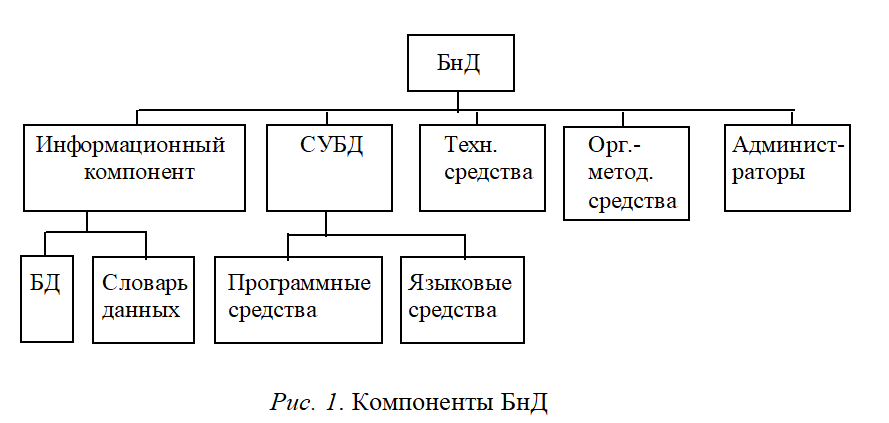 БнД
Информационный
компонент
СУБД
Техн.
средства
Орг.-
метод.
средства
Админист-
раторы
БД
Словарь
данных
Программные
средства
Языковые
средства
Рис. 1. Компоненты БнД